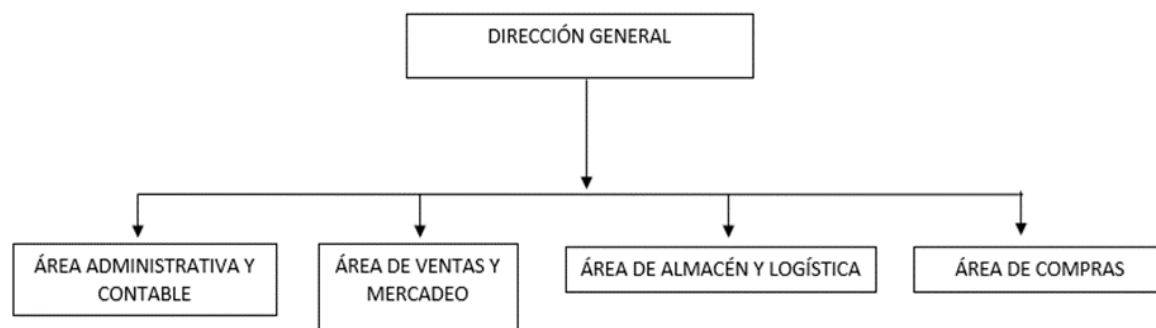 DIRECCIÓN GENERAL
ÁREA ADMINISTRATIVA Y
CONTABLE
ÁREA DE VENTAS Y
MERCADEO
ÁREA DE ALMACÉN Y LOGÍSTICA
ÁREA DE COMPRAS